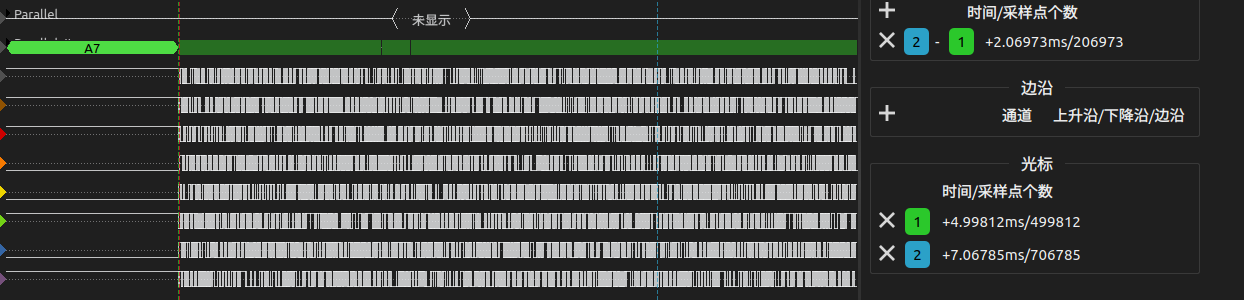 Parallel
未显示
A7
时间/采样点个数
2 - 1 +2.06973ms/206973
边沿
通道 上升沿/下降沿/边沿
光标
时间/采样点个数
1 +4.99812ms/499812
2 +7.06785ms/706785